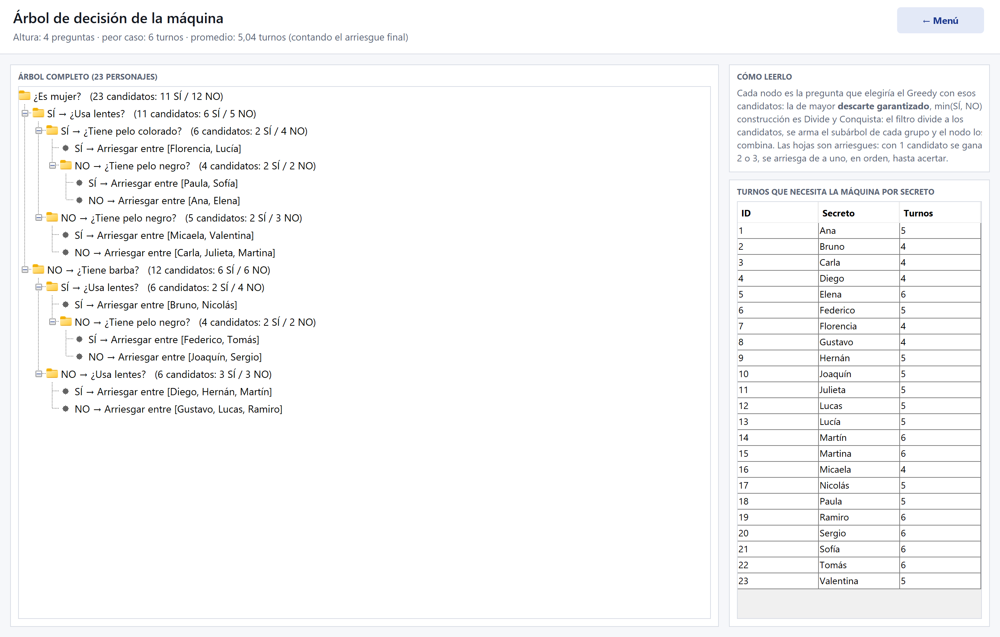 Árbol de decisión de la máquina
Altura: 4 preguntas · peor caso: 6 turnos · promedio: 5,04 turnos (contando el arriesgue final)
← Menú
ÁRBOL COMPLETO (23 PERSONAJES)
¿Es mujer? (23 candidatos: 11 SÍ / 12 NO)
SÍ → ¿Usa lentes? (11 candidatos: 6 SÍ / 5 NO)
SÍ → ¿Tiene pelo colorado? (6 candidatos: 2 SÍ / 4 NO)
SÍ → Arriesgar entre [Florencia, Lucía]
NO → ¿Tiene pelo negro? (4 candidatos: 2 SÍ / 2 NO)
SÍ → Arriesgar entre [Paula, Sofía]
NO → Arriesgar entre [Ana, Elena]
NO → ¿Tiene pelo negro? (5 candidatos: 2 SÍ / 3 NO)
SÍ → Arriesgar entre [Micaela, Valentina]
NO → Arriesgar entre [Carla, Julieta, Martina]
NO → ¿Tiene barba? (12 candidatos: 6 SÍ / 6 NO)
SÍ → ¿Usa lentes? (6 candidatos: 2 SÍ / 4 NO)
SÍ → Arriesgar entre [Bruno, Nicolás]
NO → ¿Tiene pelo negro? (4 candidatos: 2 SÍ / 2 NO)
SÍ → Arriesgar entre [Federico, Tomás]
NO → Arriesgar entre [Joaquín, Sergio]
NO → ¿Usa lentes? (6 candidatos: 3 SÍ / 3 NO)
SÍ → Arriesgar entre [Diego, Hernán, Martín]
NO → Arriesgar entre [Gustavo, Lucas, Ramiro]
CÓMO LEERLO
Cada nodo es la pregunta que elegiría el Greedy con esos
candidatos: la de mayor descarte garantizado, min(SÍ, NO)
construcción es Divide y Conquista: el filtro divide a los
candidatos, se arma el subárbol de cada grupo y el nodo los
combina. Las hojas son arriesgues: con 1 candidato se gana
2 o 3, se arriesga de a uno, en orden, hasta acertar.
TURNOS QUE NECESITA LA MÁQUINA POR SECRETO
ID Secreto Turnos
1 Ana 5
2 Bruno 4
3 Carla 4
4 Diego 4
5 Elena 6
6 Federico 5
7 Florencia 4
8 Gustavo 4
9 Hernán 5
10 Joaquín 5
11 Julieta 5
12 Lucas 5
13 Lucía 5
14 Martín 6
15 Martina 6
16 Micaela 4
17 Nicolás 5
18 Paula 5
19 Ramiro 6
20 Sergio 6
21 Sofía 6
22 Tomás 6
23 Valentina 5